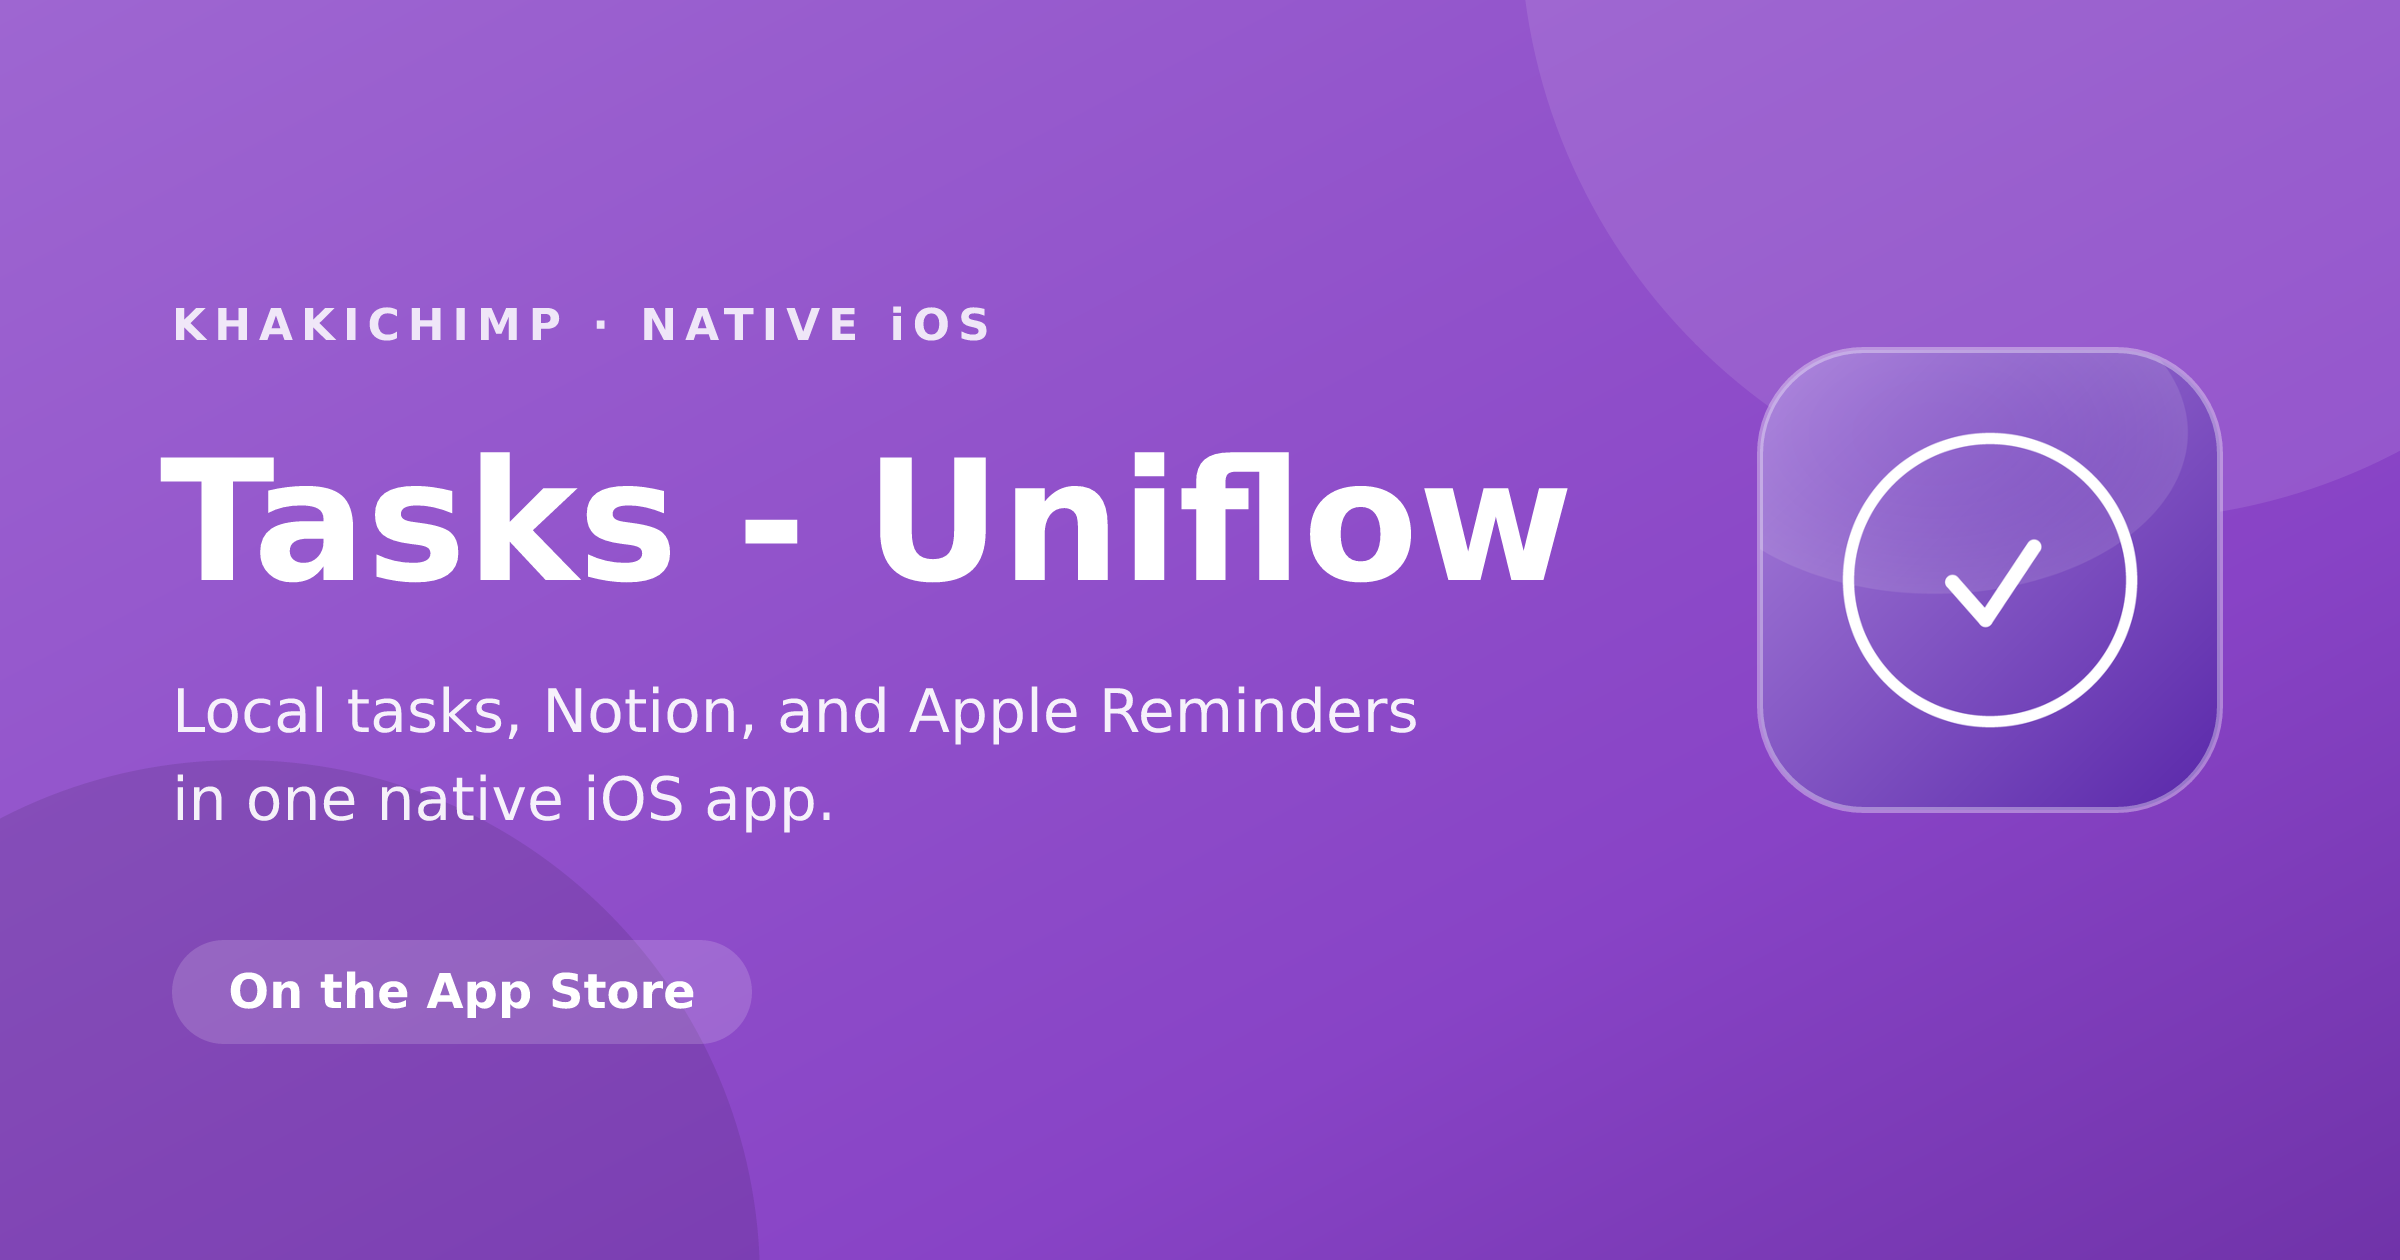 KHAKICHIMP · NATIVE iOS
Tasks - Uniflow
Local tasks, Notion, and Apple Reminders
in one native iOS app.
On the App Store